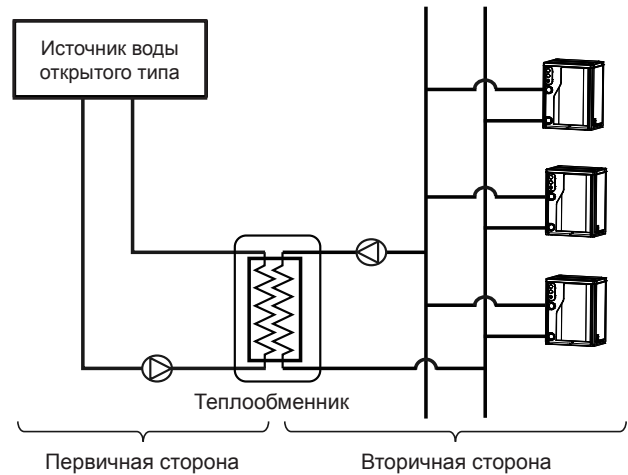 Источник воды
открытого типа
Теплообменник
Первичная сторона
Вторичная сторона